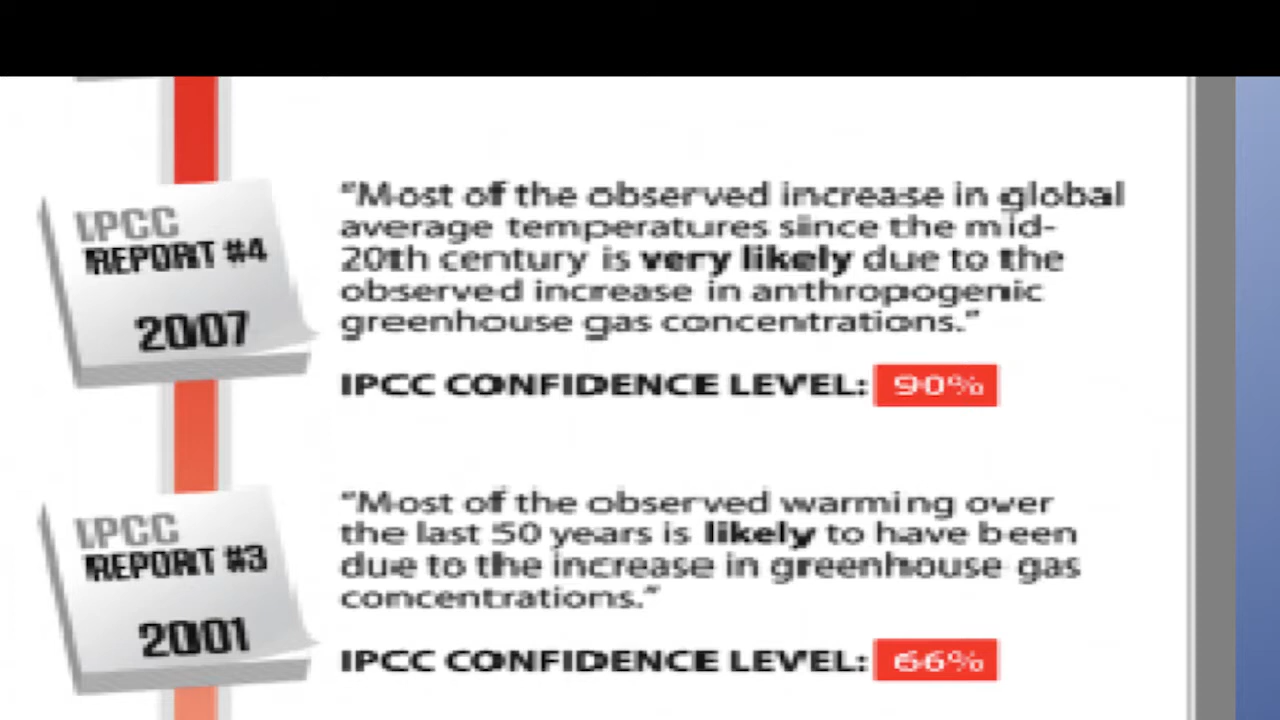 IPCC
REPORT #4
2007
"Most of the observed increase in global
average temperatures since the mid-
20th century is very likely due to the
observed increase in anthropogenic
greenhouse gas concentrations."
IPCC CONFIDENCE LEVEL: 90%
IPCC
REPORT #3
2001
"Most of the observed warming over
the last 50 years is likely to have been
due to the increase in greenhouse gas
concentrations."
IPCC CONFIDENCE LEVEL: 66%